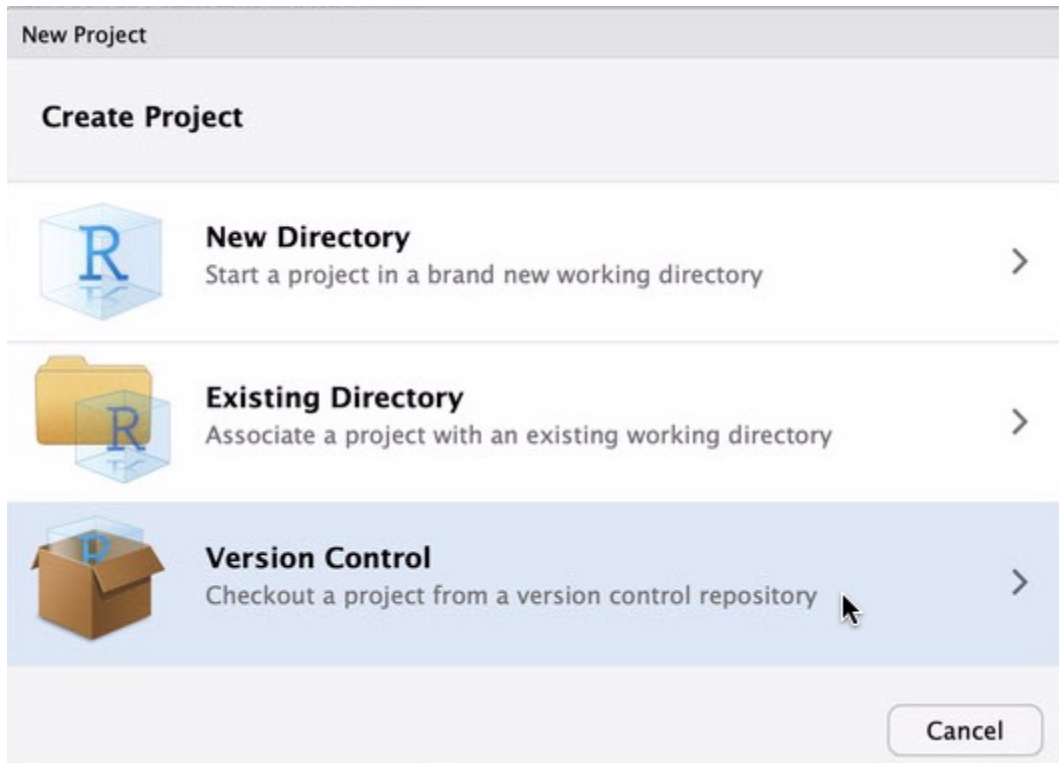 New Project
Create Project
R
New Directory
Start a project in a brand new working directory
R
Existing Directory
Associate a project with an existing working directory
R
Version Control
Checkout a project from a version control repository
Cancel